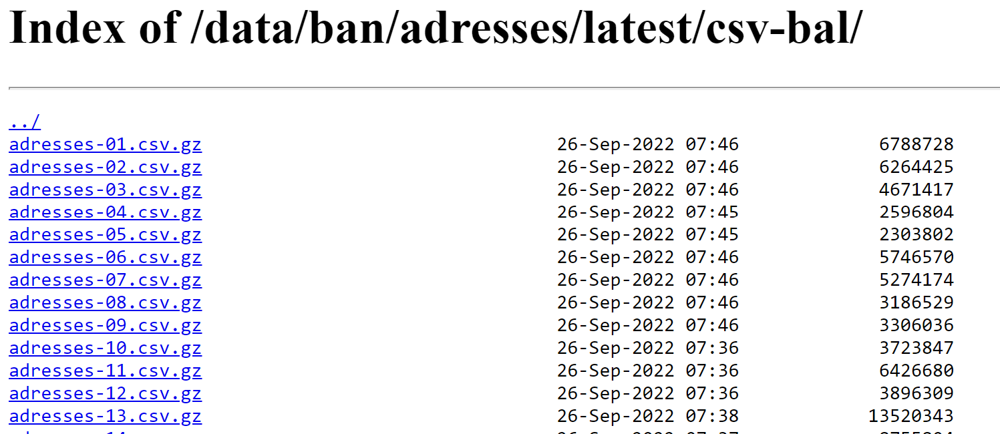 Index of /data/ban/adresses/latest/csv-bal/
../
adresses-01.csv.gz 26-Sep-2022 07:46 6788728
adresses-02.csv.gz 26-Sep-2022 07:46 6264425
adresses-03.csv.gz 26-Sep-2022 07:46 4671417
adresses-04.csv.gz 26-Sep-2022 07:45 2596804
adresses-05.csv.gz 26-Sep-2022 07:45 2303802
adresses-06.csv.gz 26-Sep-2022 07:46 5746570
adresses-07.csv.gz 26-Sep-2022 07:46 5274174
adresses-08.csv.gz 26-Sep-2022 07:46 3186529
adresses-09.csv.gz 26-Sep-2022 07:46 3306036
adresses-10.csv.gz 26-Sep-2022 07:36 3723847
adresses-11.csv.gz 26-Sep-2022 07:36 6426680
adresses-12.csv.gz 26-Sep-2022 07:36 3896309
adresses-13.csv.gz 26-Sep-2022 07:38 13520343